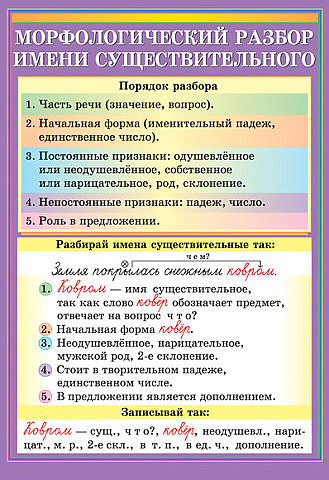 МОРФОЛОГИЧЕСКИЙ РАЗБОР
ИМЕНИ СУЩЕСТВИТЕЛЬНОГО
Порядок разбора
1. Часть речи (значение, вопрос).
2. Начальная форма (именительный падеж,
единственное число).
3. Постоянные признаки: одушевлённое
или неодушевлённое, собственное
или нарицательное, род, склонение.
4. Непостоянные признаки: падеж, число.
5. Роль в предложении.
Разбирай имена существительные так:
чем?
Земля покрылась снежным ковром.
1. Ковром — имя существительное,
так как слово ковёр обозначает предмет,
отвечает на вопрос что?
2. Начальная форма ковёр.
3. Неодушевлённое, нарицательное,
мужской род, 2-е склонение.
4. Стоит в творительном падеже,
единственном числе.
5. В предложении является дополнением.
Записывай так:
Ковром — сущ., что?, ковёр, неодушевл., нари-
цат., м. р., 2-е скл., в т. п., в ед. ч., дополнение.